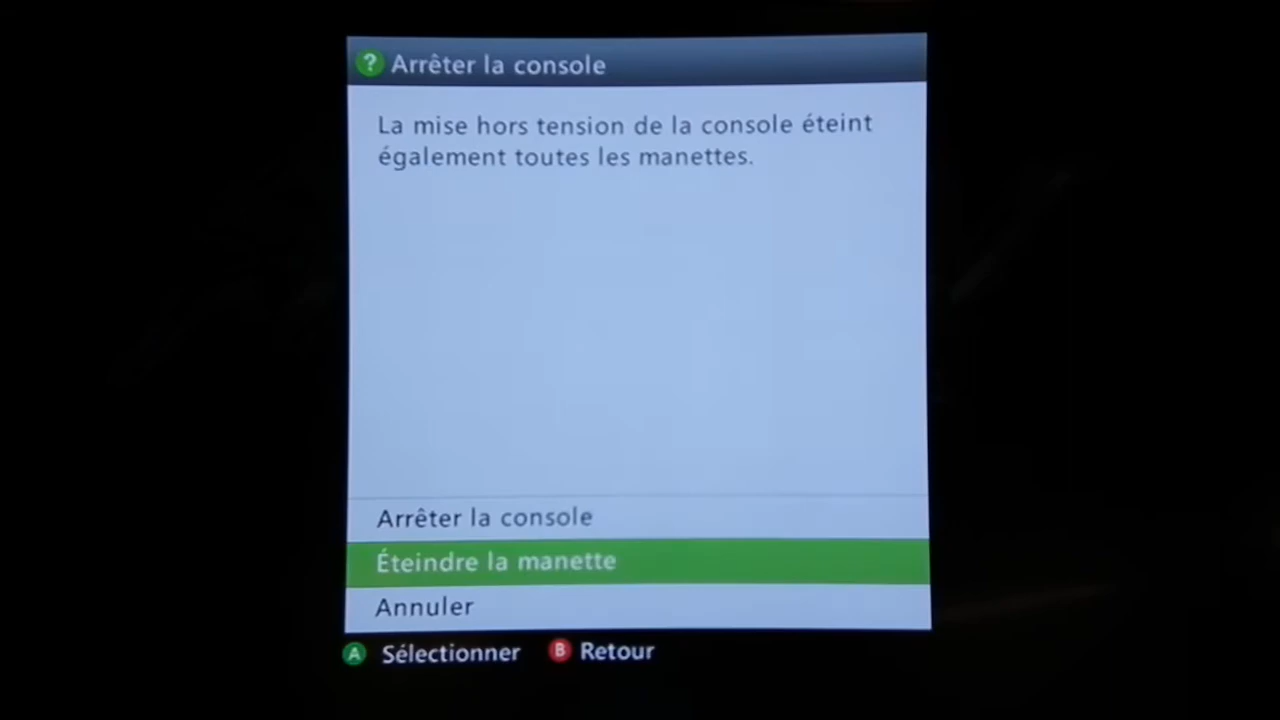 ? Arrêter la console
La mise hors tension de la console éteint
également toutes les manettes.
Arrêter la console
Éteindre la manette
Annuler
A Sélectionner B Retour